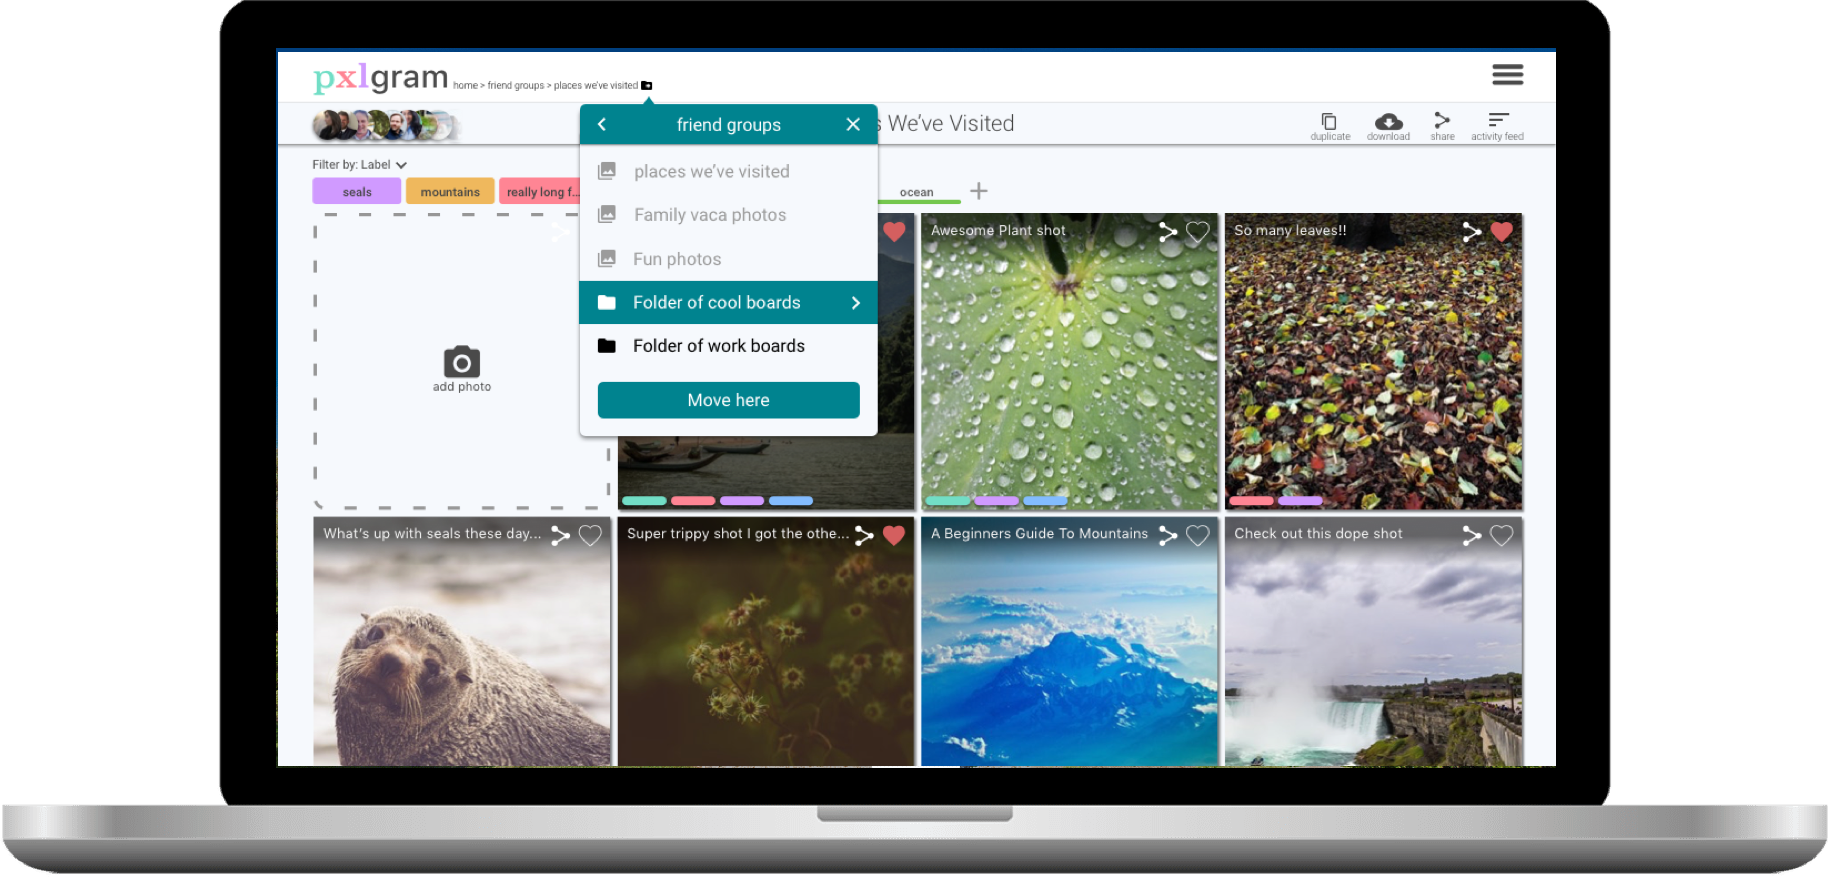 pxlgram
home > friend groups > places we've visited
friend groups
s We've Visited
duplicate
download
share
activity feed
Filter by: Label
seals
mountains
really long f...
ocean
places we've visited
Family vaca photos
Fun photos
Folder of cool boards
Folder of work boards
Move here
add photo
Awesome Plant shot
So many leaves!!
What's up with seals these day...
Super trippy shot I got the othe...
A Beginners Guide To Mountains
Check out this dope shot